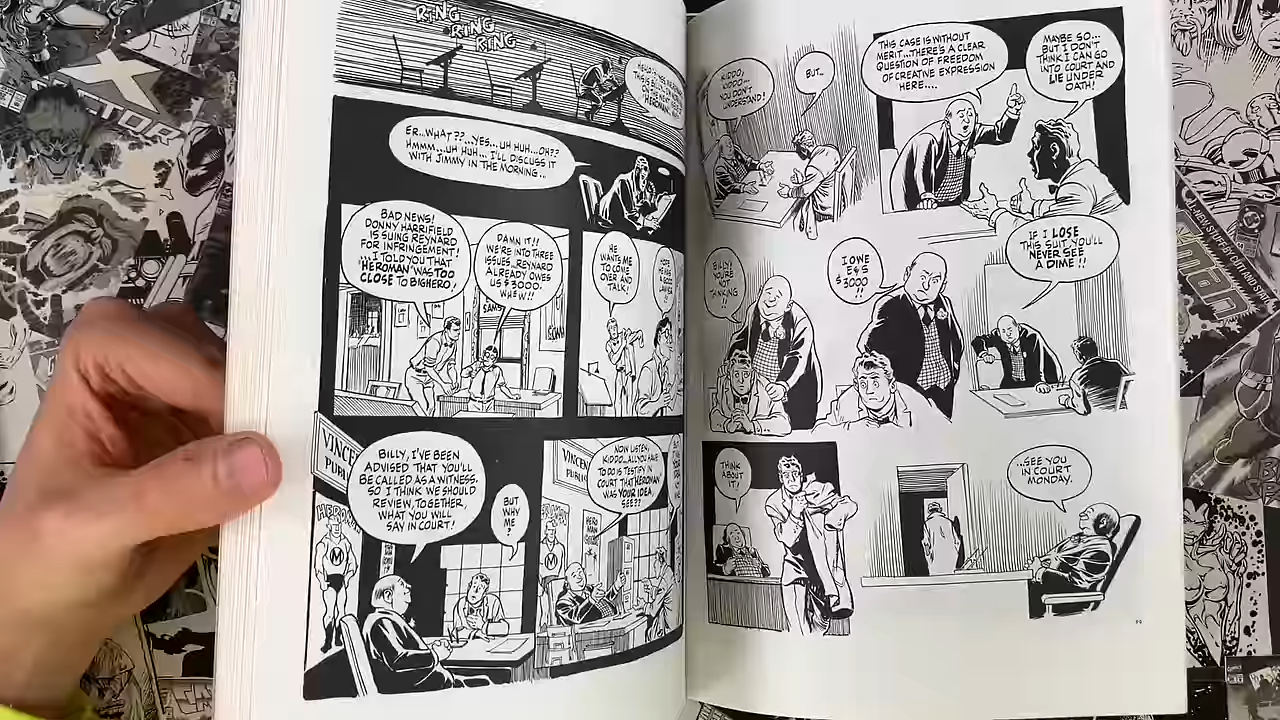 RING
RING
RING
ER...WHAT??..YES...UH HUH...OH??
HMMM...UH HUH...I'LL DISCUSS IT
WITH JIMMY IN THE MORNING...
BAD NEWS!
DONNY HARRIFIELD
IS SUING REYNARD
FOR INFRINGEMENT!
...I TOLD YOU THAT
'HEROMAN' WAS TOO
CLOSE TO BIGHERO!
DAMN IT!!
WE'RE INTO THREE
ISSUES...REYNARD
ALREADY OWES
US $3000.
WHEW!!
HE
WANTS ME
TO COME
OVER AND
TALK!
BILLY, I'VE BEEN
ADVISED THAT YOU'LL
BE CALLED AS A WITNESS.
SO I THINK WE SHOULD
REVIEW, TOGETHER,
WHAT YOU WILL
SAY IN COURT!
BUT
WHY
ME
?
M
VINCEN
PUBLI
NOW LISTEN,
KIDDO...ALL YOU HAVE
TO DO IS TESTIFY IN
COURT THAT HEROMAN
WAS YOUR IDEA,
SEE??
HERO
MAN
M
KIDDO,
KIDDO...
YOU DON'T
UNDERSTAND!
BUT...
THIS CASE IS WITHOUT
MERIT...THERE'S A CLEAR
QUESTION OF FREEDOM
OF CREATIVE EXPRESSION
HERE....
MAYBE SO...
BUT I DON'T
THINK I CAN GO
INTO COURT AND
LIE UNDER
OATH!
BILLY!
YOU'RE
NOT
THINKING
!!
I OWE
E&S
$3000
!!
IF I LOSE
THIS SUIT, YOU'LL
NEVER SEE
A DIME!!
THINK
ABOUT
IT!
...SEE YOU
IN COURT
MONDAY.